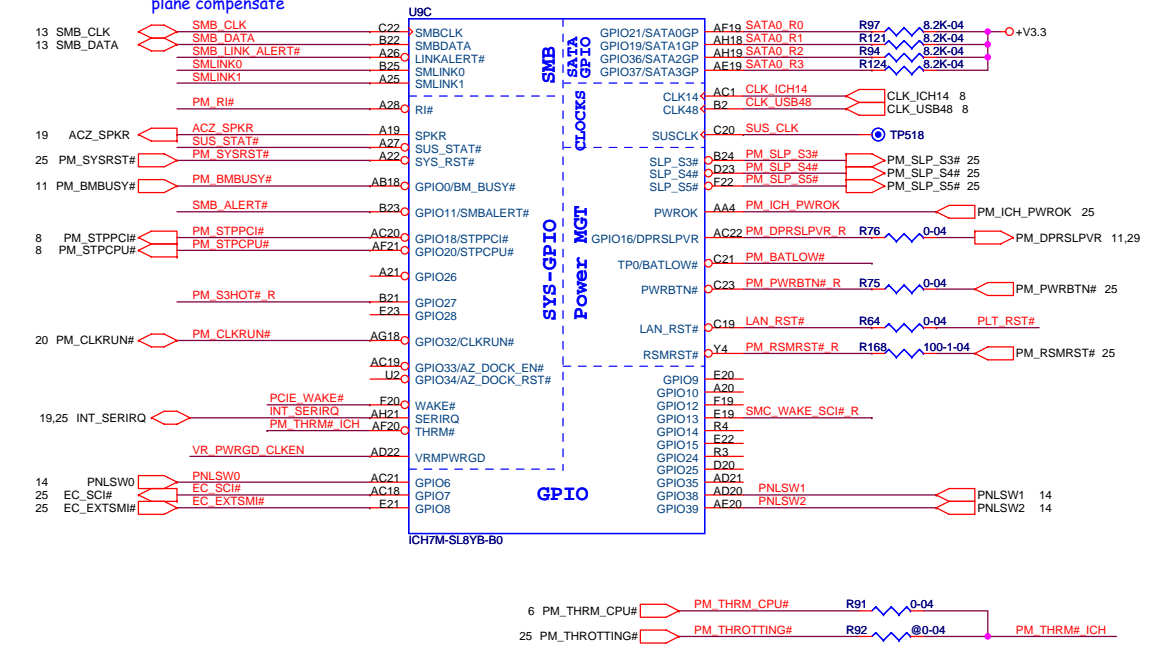 plane compensate
U9C
13 SMB_CLK SMB_CLK C22 SMBCLK GPIO21/SATA0GP AF19 SATA0_R0 R97 8.2K-04 +V3.3
13 SMB_DATA SMB_DATA B22 SMBDATA GPIO19/SATA1GP AH18 SATA0_R1 R121 8.2K-04
SMB_LINK_ALERT# A26 LINKALERT# GPIO36/SATA2GP AH19 SATA0_R2 R94 8.2K-04
SMLINK0 B25 SMLINK0 GPIO37/SATA3GP AE19 SATA0_R3 R124 8.2K-04
SMLINK1 A25 SMLINK1
SMB SATA GPIO
PM_RI# A28 RI# CLK14 AC1 CLK_ICH14 CLK_ICH14 8
CLK48 B2 CLK_USB48 CLK_USB48 8
CLOCKS
19 ACZ_SPKR ACZ_SPKR A19 SPKR SUSCLK C20 SUS_CLK TP518
SUS_STAT# A27 SUS_STAT#
25 PM_SYSRST# PM_SYSRST# A22 SYS_RST# SLP_S3# B24 PM_SLP_S3# PM_SLP_S3# 25
SLP_S4# D23 PM_SLP_S4# PM_SLP_S4# 25
11 PM_BMBUSY# PM_BMBUSY# AB18 GPIO0/BM_BUSY# SLP_S5# F22 PM_SLP_S5# PM_SLP_S5# 25
SMB_ALERT# B23 GPIO11/SMBALERT# PWROK AA4 PM_ICH_PWROK PM_ICH_PWROK 25
8 PM_STPPCI# PM_STPPCI# AC20 GPIO18/STPPCI# GPIO16/DPRSLPVR AC22 PM_DPRSLPVR_R R76 0-04 PM_DPRSLPVR 11,29
8 PM_STPCPU# PM_STPCPU# AF21 GPIO20/STPCPU#
TP0/BATLOW# C21 PM_BATLOW#
A21 GPIO26
SYS-GPIO Power MGT
PWRBTN# C23 PM_PWRBTN#_R R75 0-04 PM_PWRBTN# 25
PM_S3HOT#_R B21 GPIO27
E23 GPIO28
LAN_RST# C19 LAN_RST# R64 0-04 PLT_RST#
20 PM_CLKRUN# PM_CLKRUN# AG18 GPIO32/CLKRUN#
RSMRST# Y4 PM_RSMRST#_R R168 100-1-04 PM_RSMRST# 25
AC19 GPIO33/AZ_DOCK_EN#
U2 GPIO34/AZ_DOCK_RST# GPIO9 E20
GPIO10 A20
PCIE_WAKE# F20 WAKE# GPIO12 F19
19,25 INT_SERIRQ INT_SERIRQ AH21 SERIRQ GPIO13 E19 SMC_WAKE_SCI#_R
PM_THRM#_ICH AF20 THRM# GPIO14 R4
GPIO15 E22
VR_PWRGD_CLKEN AD22 VRMPWRGD GPIO24 R3
GPIO25 D20
14 PNLSW0 PNLSW0 AC21 GPIO6 GPIO35 AD21
25 EC_SCI# EC_SCI# AC18 GPIO7 GPIO GPIO38 AD20 PNLSW1 PNLSW1 14
25 EC_EXTSMI# EC_EXTSMI# E21 GPIO8 GPIO39 AE20 PNLSW2 PNLSW2 14
ICH7M-SL8YB-B0
6 PM_THRM_CPU# PM_THRM_CPU# R91 0-04
25 PM_THROTTING# PM_THROTTING# R92 @0-04 PM_THRM#_ICH